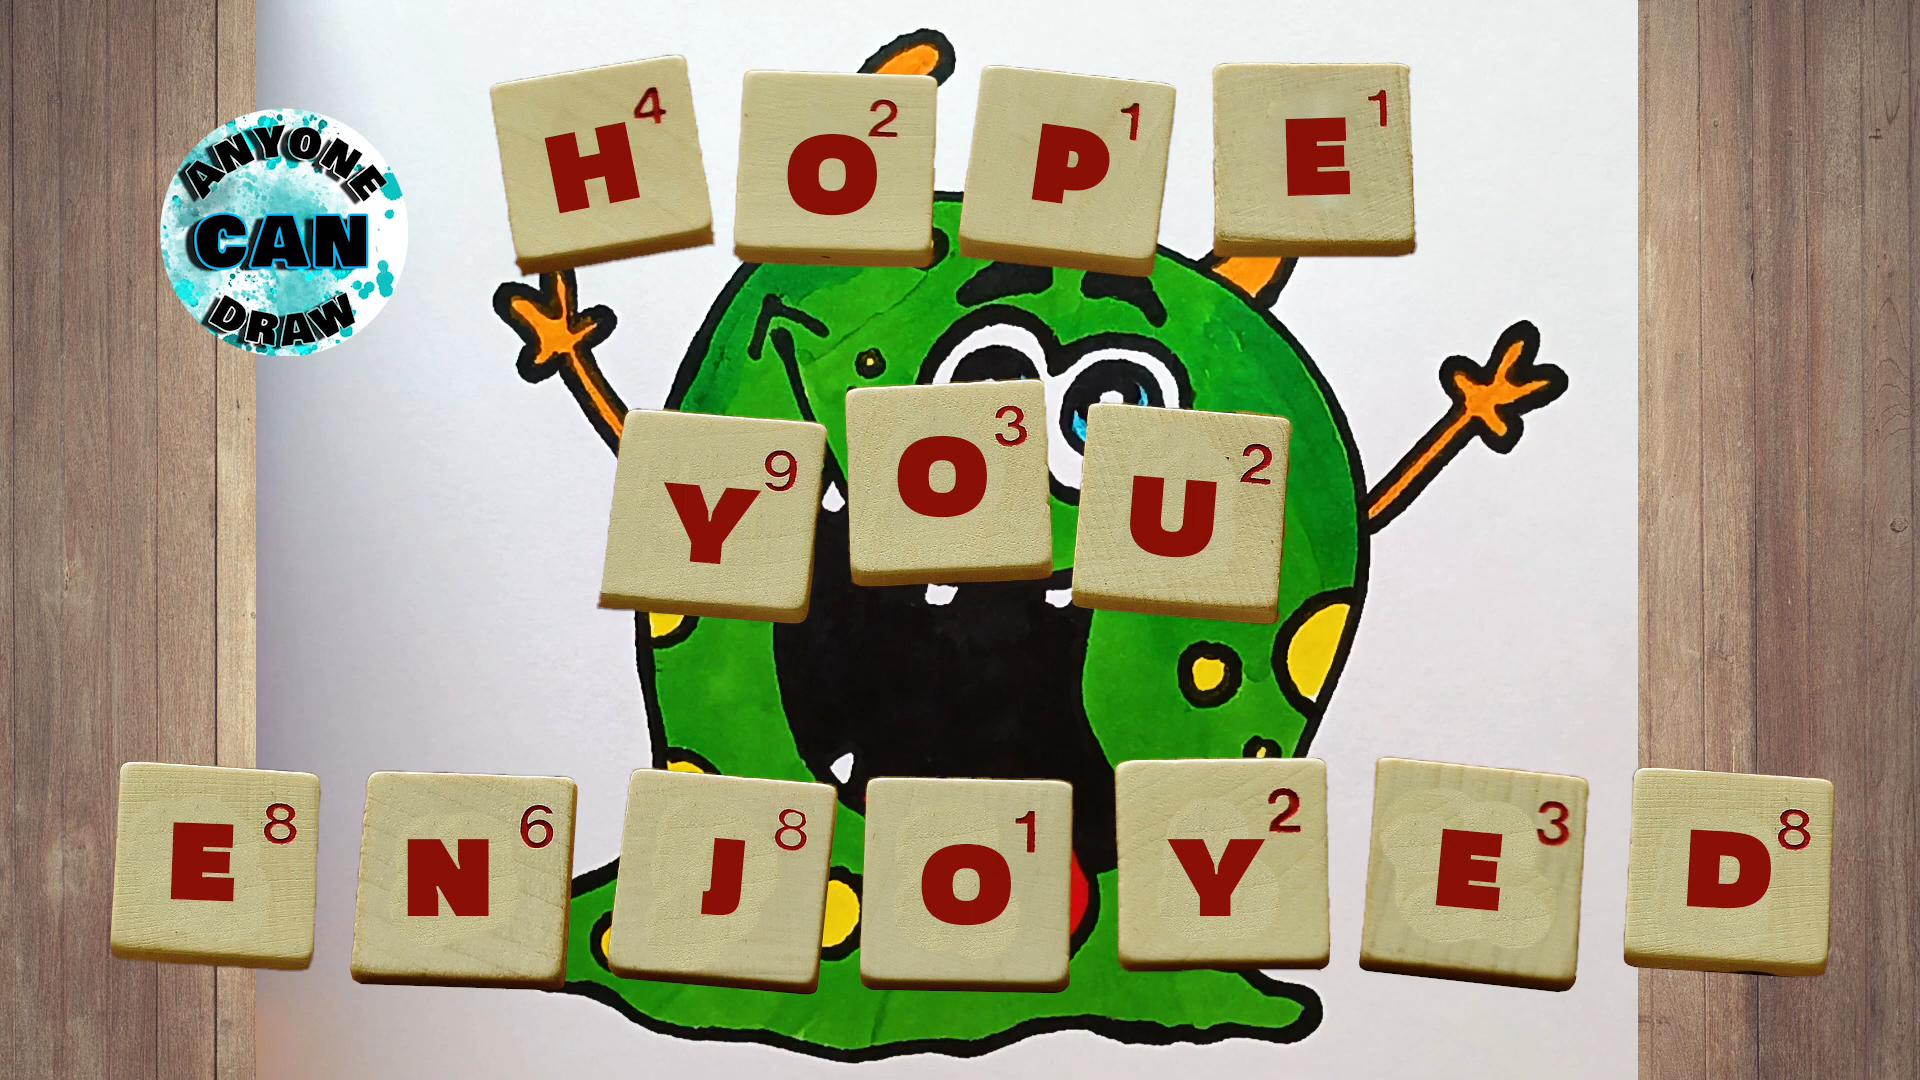 ANYONE
CAN
DRAW
H4 O2 P1 E1
Y9 O3 U2
E8 N6 J8 O1 Y2 E3 D8